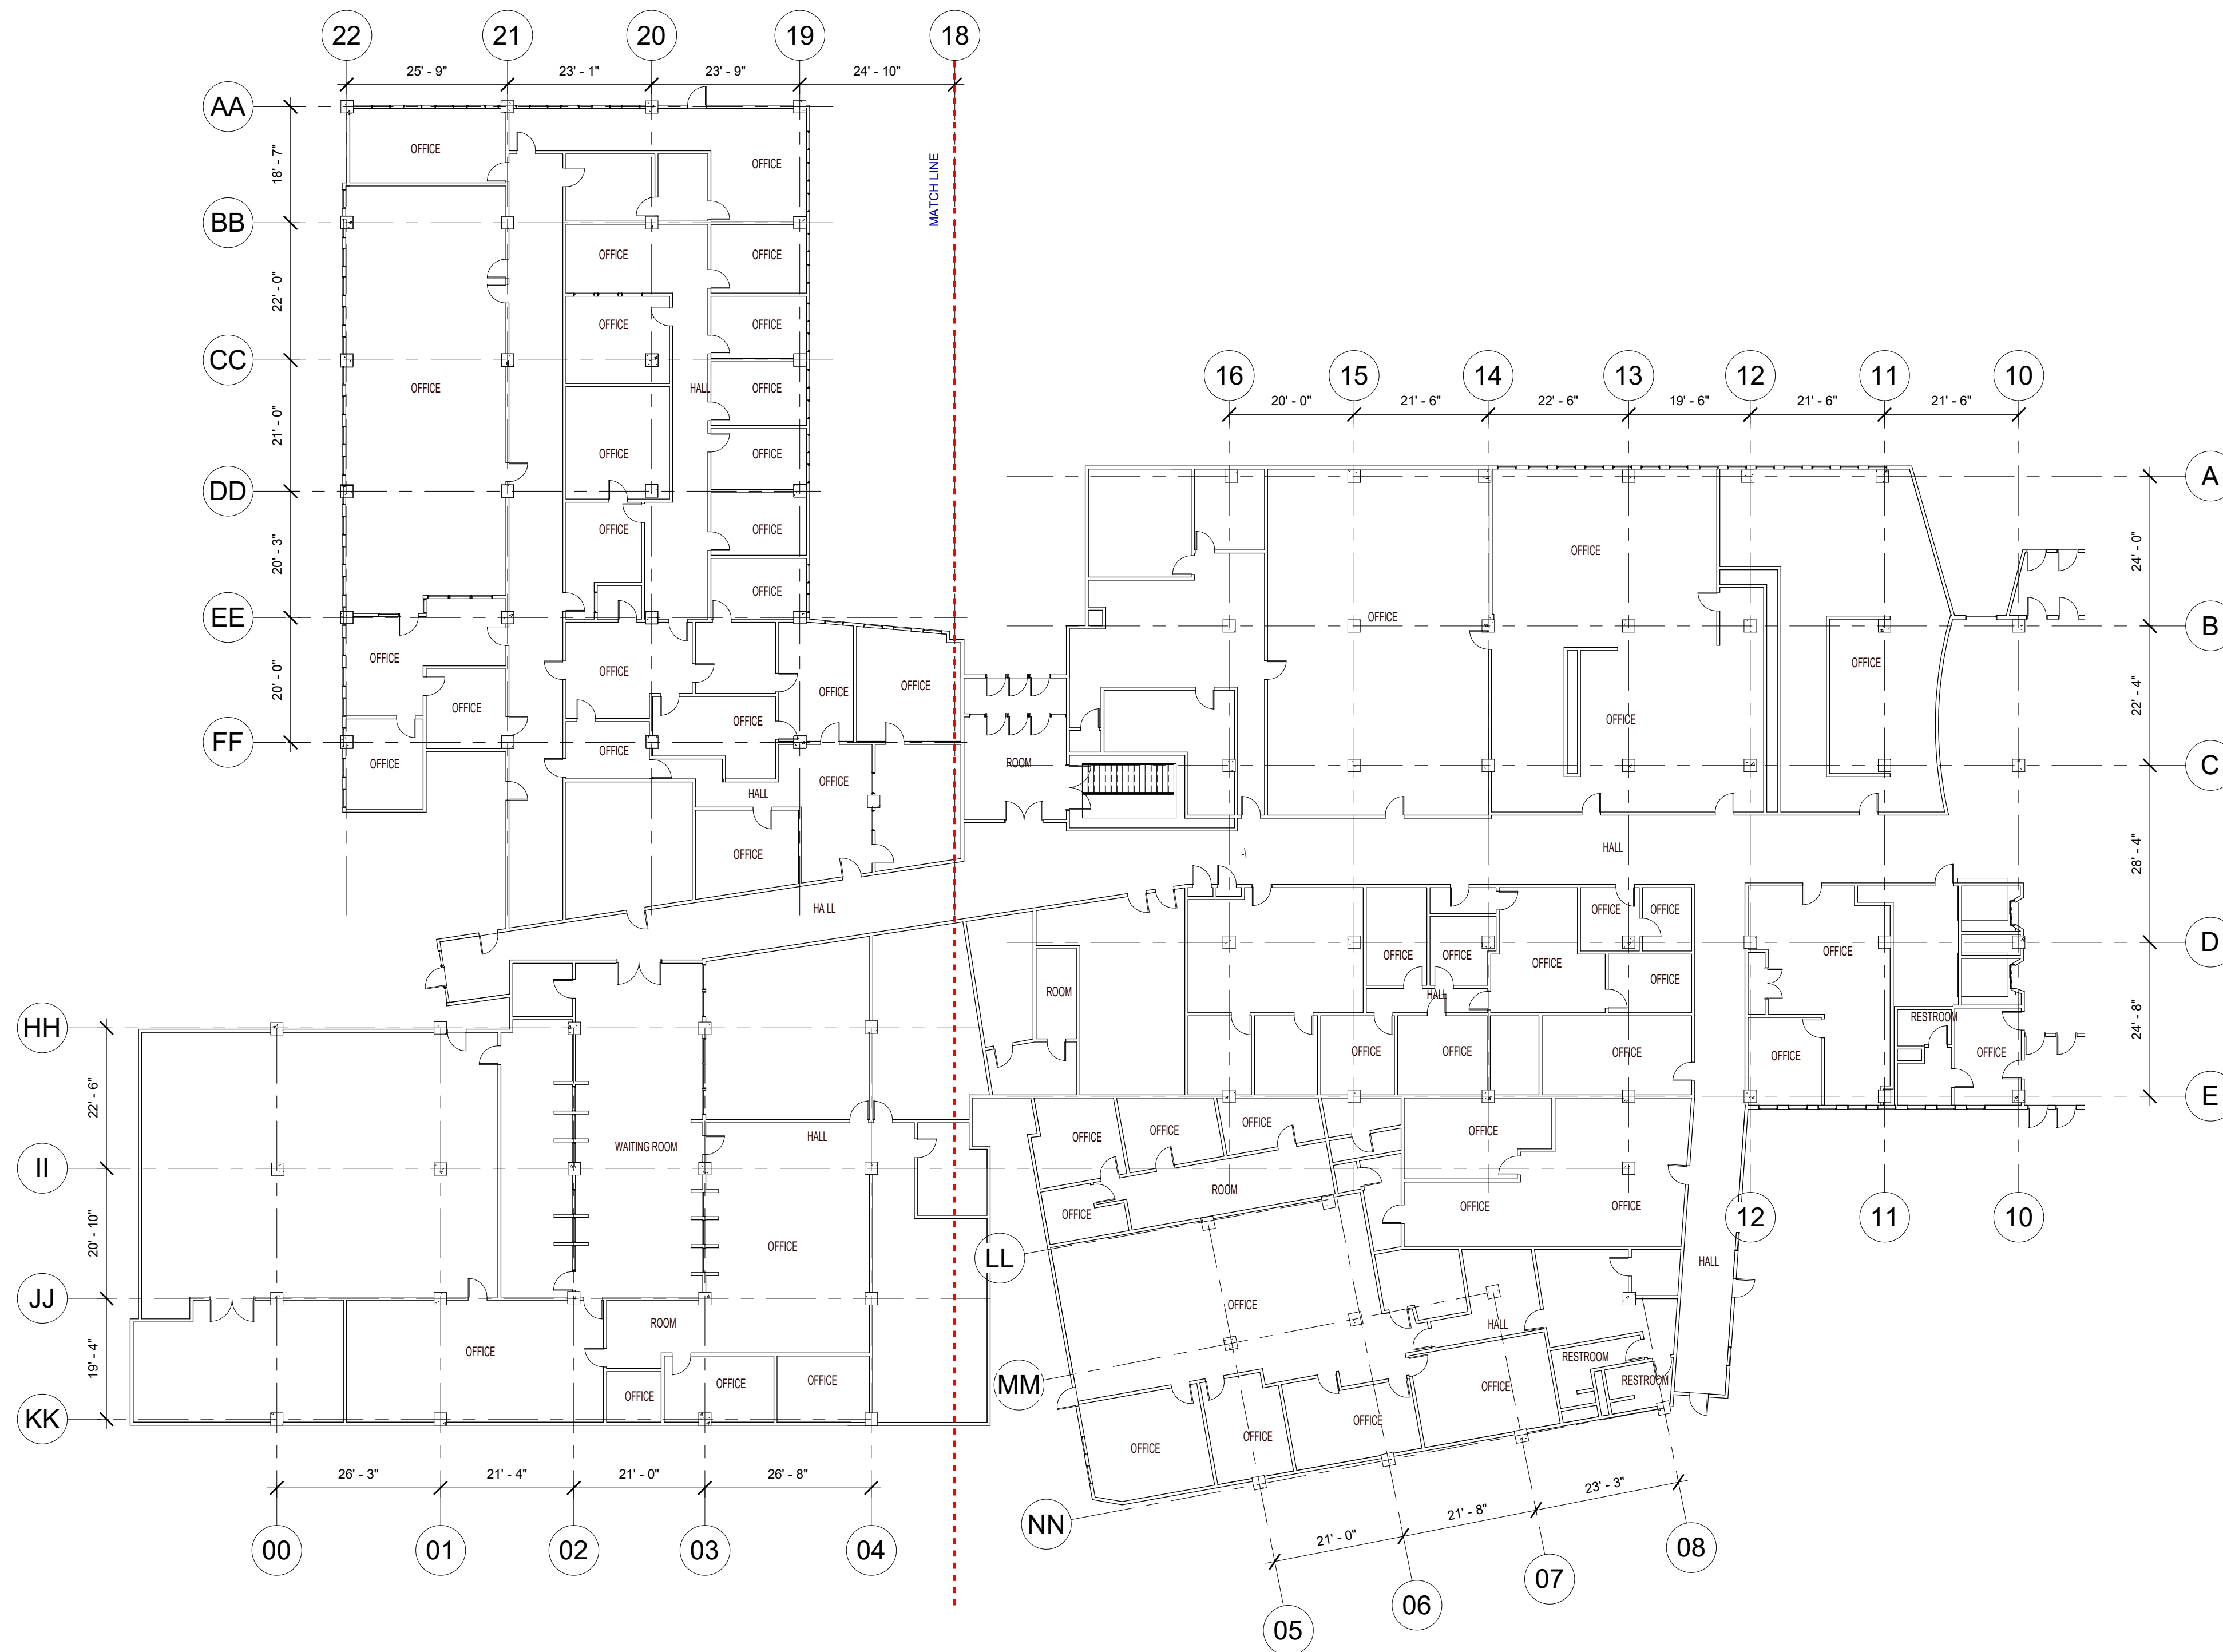 22 21 20 19 18
25' - 9" 23' - 1" 23' - 9" 24' - 10"
AA
18' - 7"
OFFICE
OFFICE
MATCH LINE
BB
22' - 0"
OFFICE
OFFICE
OFFICE
OFFICE
CC
OFFICE
HALL
OFFICE
16 15 14 13 12 11 10
20' - 0" 21' - 6" 22' - 6" 19' - 6" 21' - 6" 21' - 6"
21' - 0"
OFFICE
OFFICE
DD
A
OFFICE
OFFICE
20' - 3"
OFFICE
24' - 0"
OFFICE
EE
OFFICE
B
OFFICE
OFFICE
OFFICE
OFFICE
OFFICE
OFFICE
20' - 0"
22' - 4"
OFFICE
OFFICE
OFFICE
FF
OFFICE
OFFICE
ROOM
C
OFFICE
HALL
OFFICE
HALL
28' - 4"
-\
HA LL
OFFICE
OFFICE
D
OFFICE
OFFICE
OFFICE
OFFICE
OFFICE
ROOM
HALL
HH
RESTROOM
24' - 8"
OFFICE
OFFICE
OFFICE
OFFICE
OFFICE
22' - 6"
E
OFFICE
OFFICE
OFFICE
OFFICE
HALL
WAITING ROOM
II
ROOM
OFFICE
OFFICE
OFFICE
12 11 10
20' - 10"
OFFICE
LL
HALL
JJ
OFFICE
ROOM
HALL
19' - 4"
OFFICE
RESTROOM
RESTROOM
OFFICE
OFFICE
OFFICE
MM
OFFICE
KK
OFFICE
OFFICE
OFFICE
26' - 3" 21' - 4" 21' - 0" 26' - 8"
23' - 3"
21' - 8"
NN
21' - 0"
00 01 02 03 04
08
07
06
05